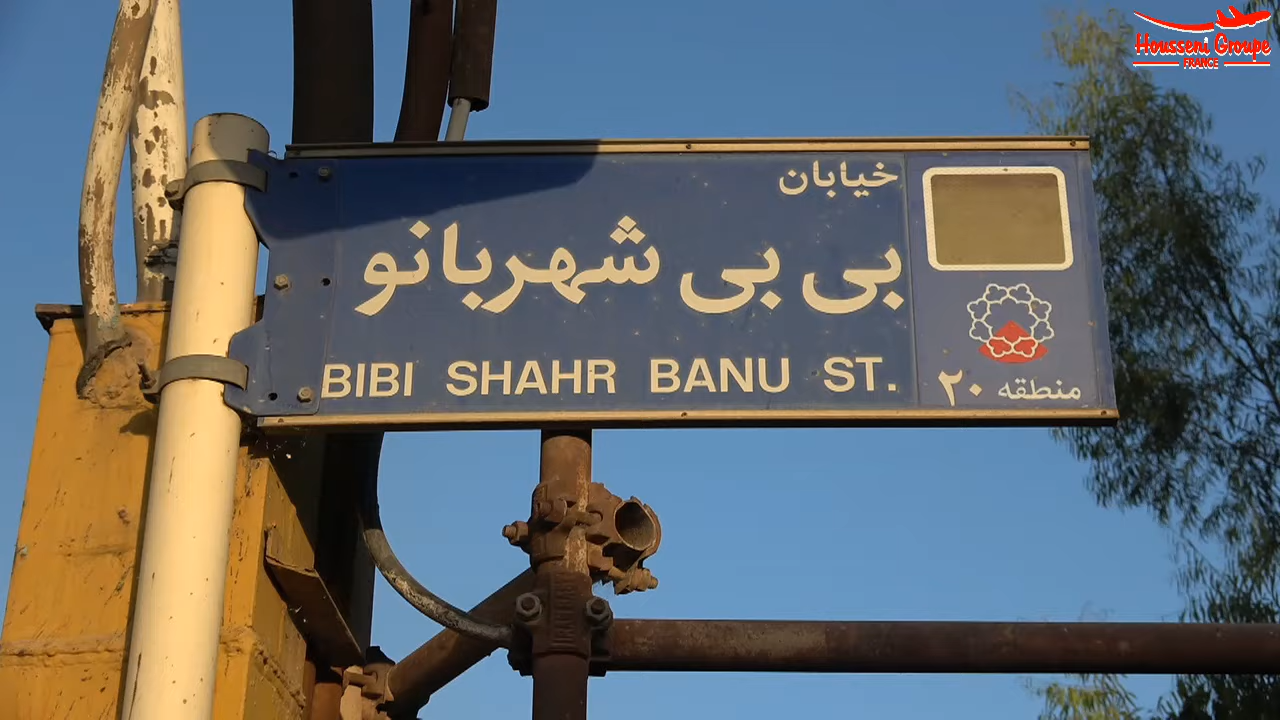 Housseni Groupe
FRANCE
خیابان
بی بی شهربانو
BIBI SHAHR BANU ST.
منطقه ۲۰